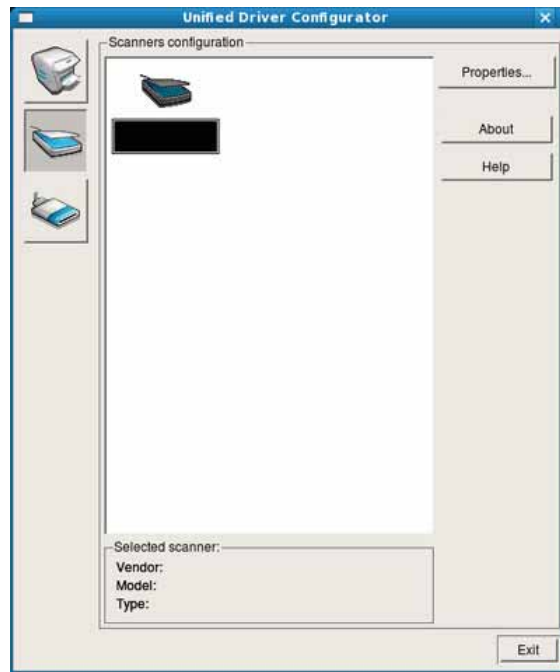 Unified Driver Configurator
Scanners configuration
Properties...
About
Help
Selected scanner:
Vendor:
Model:
Type:
Exit